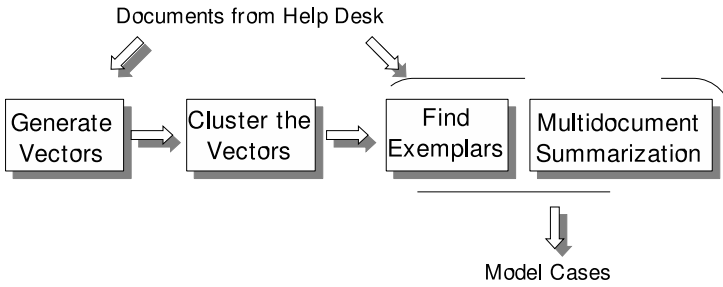 Documents from Help Desk
Generate
Vectors
Cluster the
Vectors
Find
Exemplars
Multidocument
Summarization
Model Cases